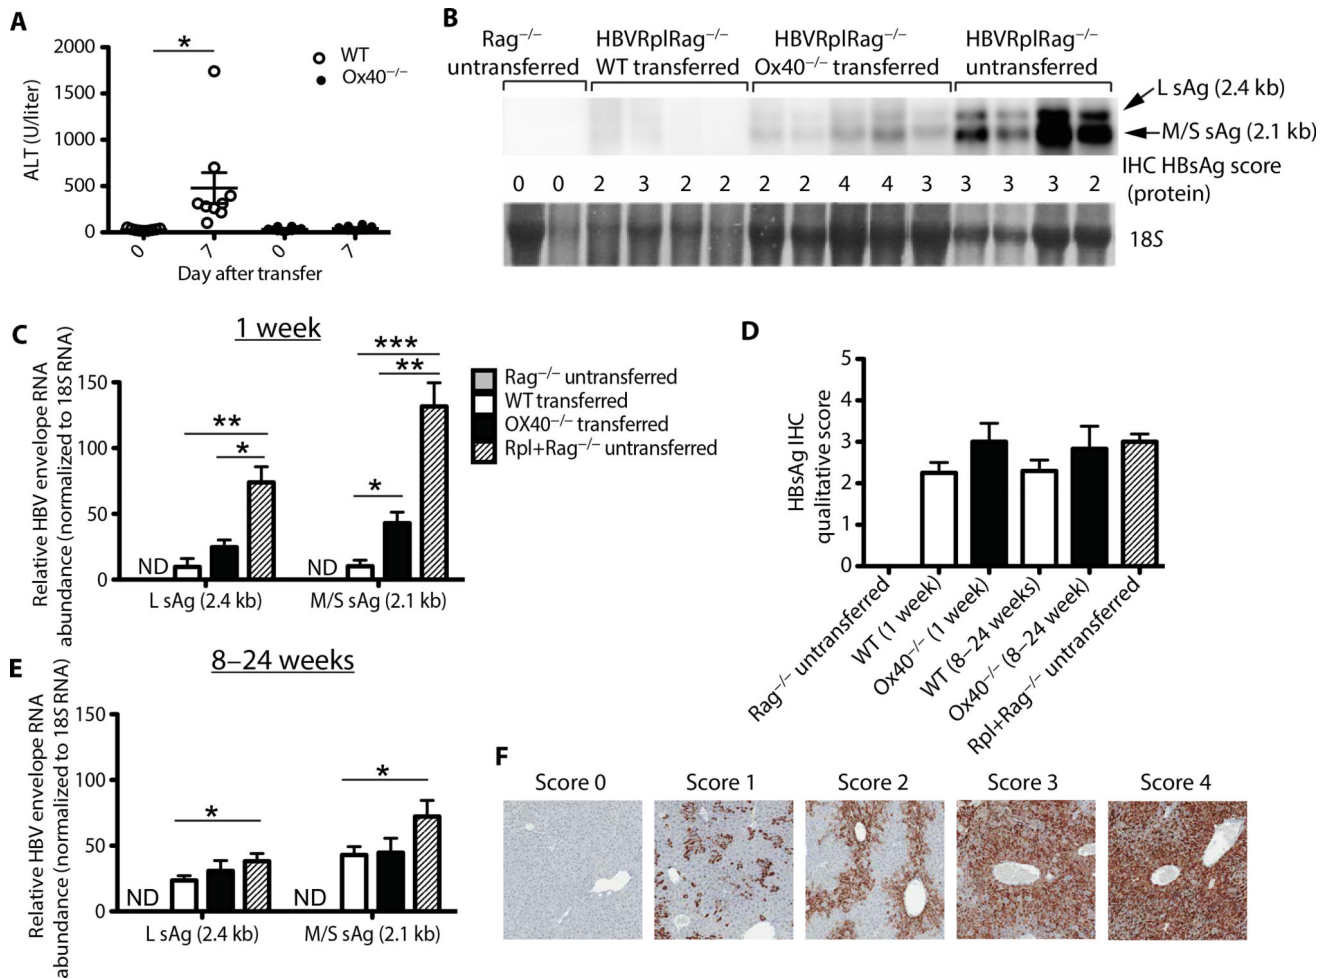 A
2000
1500
1000
500
0
ALT (U/liter)
*
WT
Ox40−/−
0 7 0 7
Day after transfer
B
Rag−/− untransferred
HBVRplRag−/− WT transferred
HBVRplRag−/− Ox40−/− transferred
HBVRplRag−/− untransferred
L sAg (2.4 kb)
M/S sAg (2.1 kb)
IHC HBsAg score
(protein)
0 0 2 3 2 2 2 2 4 4 3 3 3 3 2
18S
C
1 week
Relative HBV envelope RNA
abundance (normalized to 18S RNA)
150
100
50
0
**
*
***
**
*
ND
ND
L sAg (2.4 kb)
M/S sAg (2.1 kb)
Rag−/− untransferred
WT transferred
OX40−/− transferred
Rpl+Rag−/− untransferred
D
HBsAg IHC
qualitative score
5
4
3
2
1
0
Rag−/− untransferred
WT (1 week)
Ox40−/− (1 week)
WT (8–24 weeks)
Ox40−/− (8–24 week)
Rpl+Rag−/− untransferred
E
8–24 weeks
Relative HBV envelope RNA
abundance (normalized to 18S RNA)
150
100
50
0
*
*
ND
ND
L sAg (2.4 kb)
M/S sAg (2.1 kb)
F
Score 0
Score 1
Score 2
Score 3
Score 4